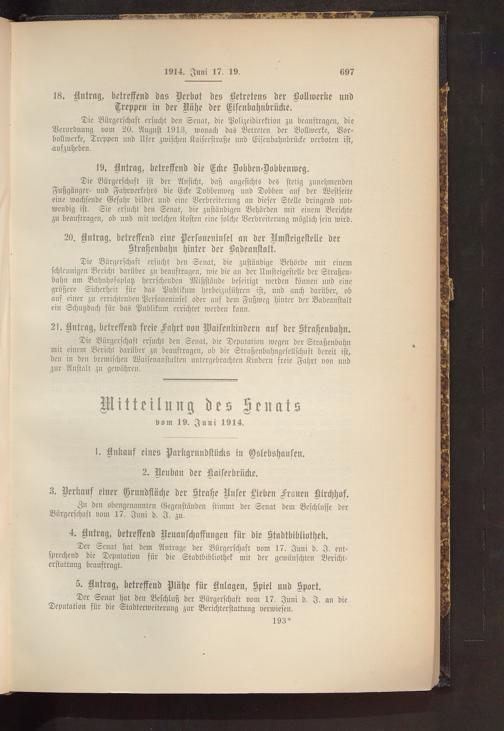 1914. Juni 17. 19. 697
18. Antrag, betreffend das Verbot des Betretens der Bollwerke und
Treppen in der Nähe der Eisenbahnbrücke.
Die Bürgerschaft ersucht den Senat, die Polizeidirektion zu beauftragen, die
Verordnung vom 20. August 1913, wonach das Betreten der Bollwerke, Vor-
bollwerke, Treppen und Ufer zwischen Kaiserstraße und Eisenbahnbrücke verboten ist,
aufzuheben.
19. Antrag, betreffend die Ecke Dobben-Dobbenweg.
Die Bürgerschaft ist der Ansicht, daß angesichts des stetig zunehmenden
Fußgänger- und Fahrverkehrs die Ecke Dobbenweg und Dobben auf der Westseite
eine wachsende Gefahr bildet und eine Verbreiterung an dieser Stelle dringend not-
wendig ist. Sie ersucht den Senat, die zuständigen Behörden mit einem Berichte
zu beauftragen, ob und mit welchen Kosten eine solche Verbreiterung möglich sein wird.
20. Antrag, betreffend eine Personeninsel an der Umsteigestelle der
Straßenbahn hinter der Badeanstalt.
Die Bürgerschaft ersucht den Senat, die zuständige Behörde mit einem
schleunigen Bericht darüber zu beauftragen, wie die an der Umsteigestelle der Straßen-
bahn am Bahnhofsplatz herrschenden Mißstände beseitigt werden können und eine
größere Sicherheit für das Publikum herbeizuführen ist, und auch darüber, ob
auf einer zu errichtenden Personeninsel oder auf dem Fußweg hinter der Badeanstalt
ein Schutzdach für das Publikum errichtet werden kann.
21. Antrag, betreffend freie Fahrt von Waisenkindern auf der Straßenbahn.
Die Bürgerschaft ersucht den Senat, die Deputation wegen der Straßenbahn
mit einem Bericht darüber zu beauftragen, ob die Straßenbahngesellschaft bereit ist,
den in den bremischen Waisenanstalten untergebrachten Kindern freie Fahrt von und
zur Anstalt zu gewähren.
Mitteilung des Senats
vom 19. Juni 1914.
1. Ankauf eines Parkgrundstücks in Oslebshausen.
2. Neubau der Kaiserbrücke.
3. Verkauf einer Grundfläche der Straße Unser Lieben Frauen Kirchhof.
Zu den obengenannten Gegenständen stimmt der Senat dem Beschlusse der
Bürgerschaft vom 17. Juni d. J. zu.
4. Antrag, betreffend Neuanschaffungen für die Stadtbibliothek.
Der Senat hat dem Antrage der Bürgerschaft vom 17. Juni d. J. ent-
sprechend die Deputation für die Stadtbibliothek mit der gewünschten Bericht-
erstattung beauftragt.
5. Antrag, betreffend Plätze für Anlagen, Spiel und Sport.
Der Senat hat den Beschluß der Bürgerschaft vom 17. Juni d. J. an die
Deputation für die Stadterweiterung zur Berichterstattung verwiesen.
193*